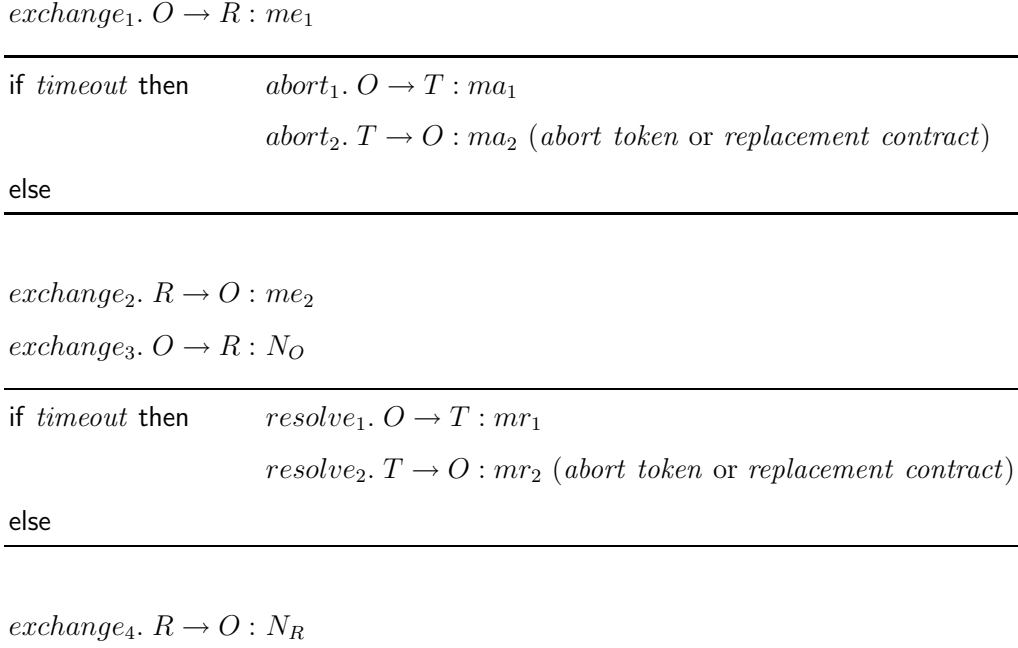 exchange₁. O → R : me₁
if timeout then abort₁. O → T : ma₁
abort₂. T → O : ma₂ (abort token or replacement contract)
else
exchange₂. R → O : me₂
exchange₃. O → R : N_O
if timeout then resolve₁. O → T : mr₁
resolve₂. T → O : mr₂ (abort token or replacement contract)
else
exchange₄. R → O : N_R